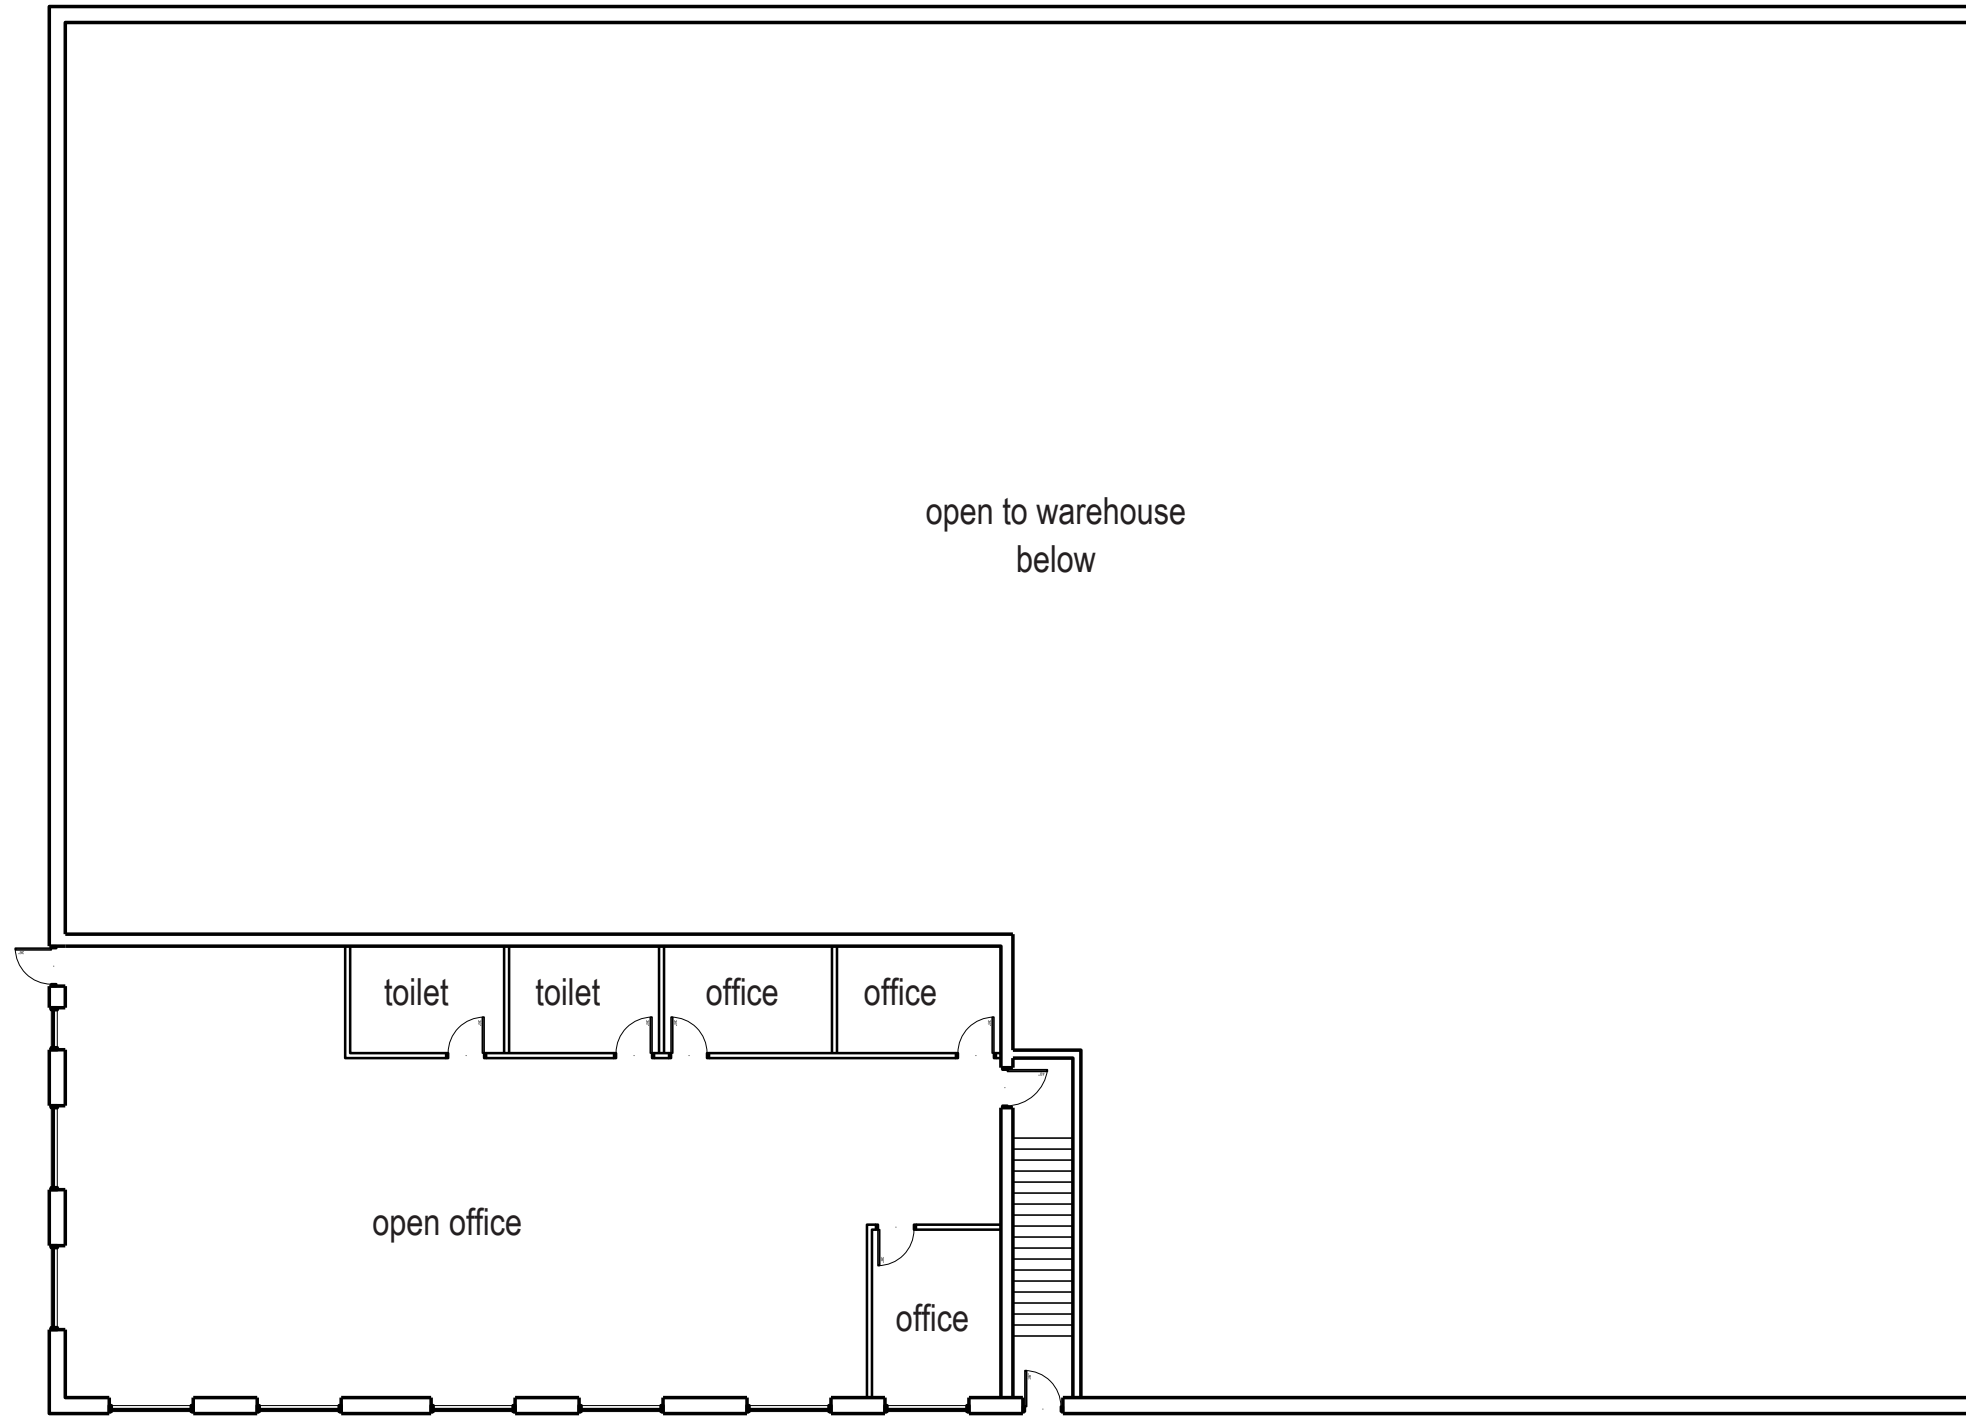 open to warehouse
below
toilet
toilet
office
office
open office
office